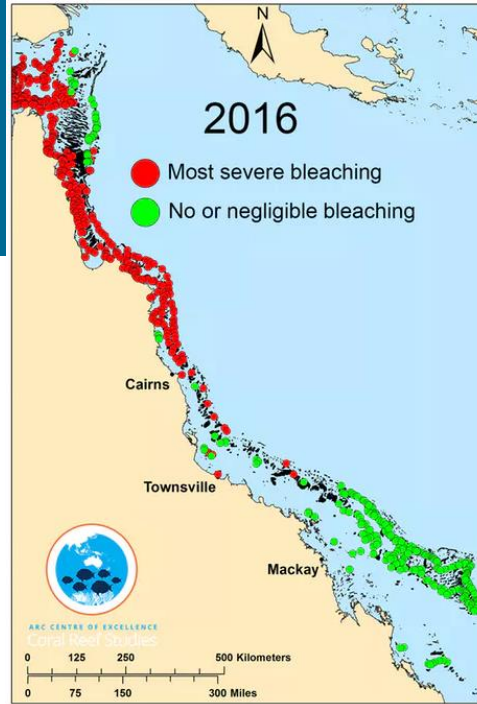 N
2016
Most severe bleaching
No or negligible bleaching
Cairns
Townsville
Mackay
ARC CENTRE OF EXCELLENCE
Coral Reef Studies
0 125 250 500 Kilometers
0 75 150 300 Miles